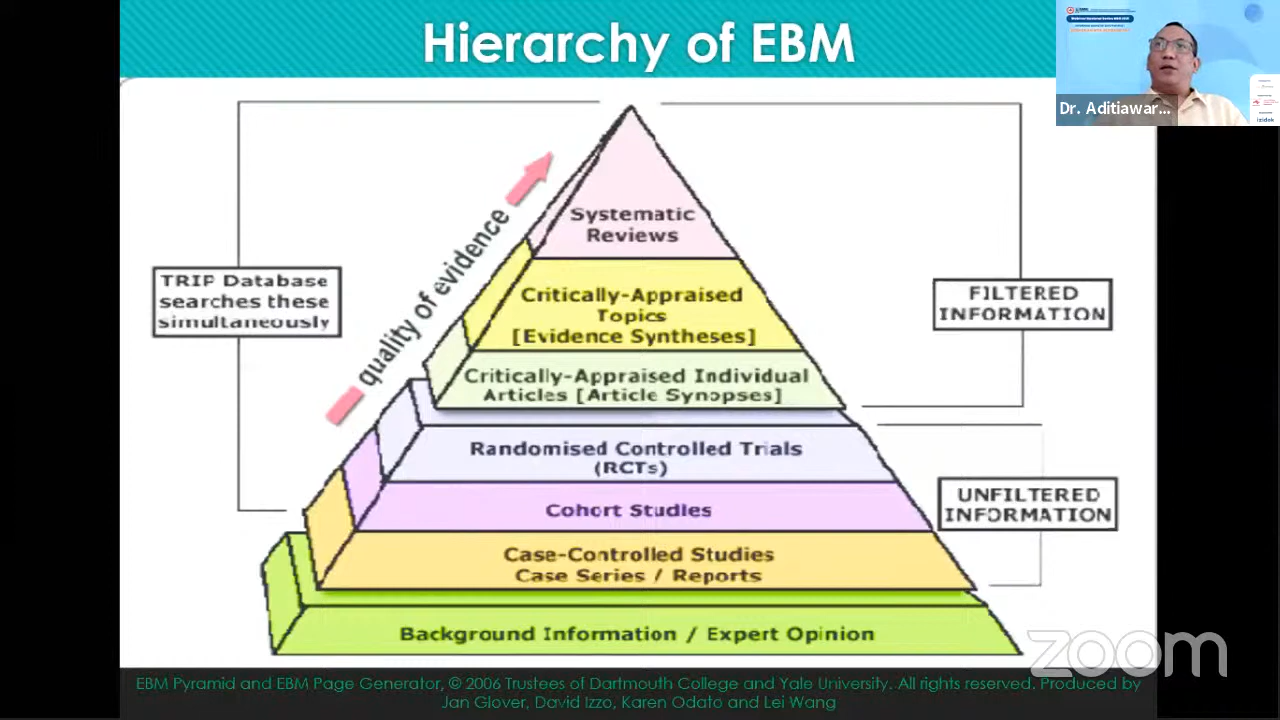 Hierarchy of EBM
Dr. Aditiawar...
quality of evidence
Systematic
Reviews
TRIP Database
searches these
simultaneously
Critically-Appraised
Topics
[Evidence Syntheses]
FILTERED
INFORMATION
Critically-Appraised Individual
Articles [Article Synopses]
Randomised Controlled Trials
(RCTs)
UNFILTERED
INFORMATION
Cohort Studies
Case-Controlled Studies
Case Series / Reports
Background Information / Expert Opinion
zoom
EBM Pyramid and EBM Page Generator, © 2006 Trustees of Dartmouth College and Yale University. All rights reserved. Produced by
Jan Glover, David Izzo, Karen Odato and Lei Wang